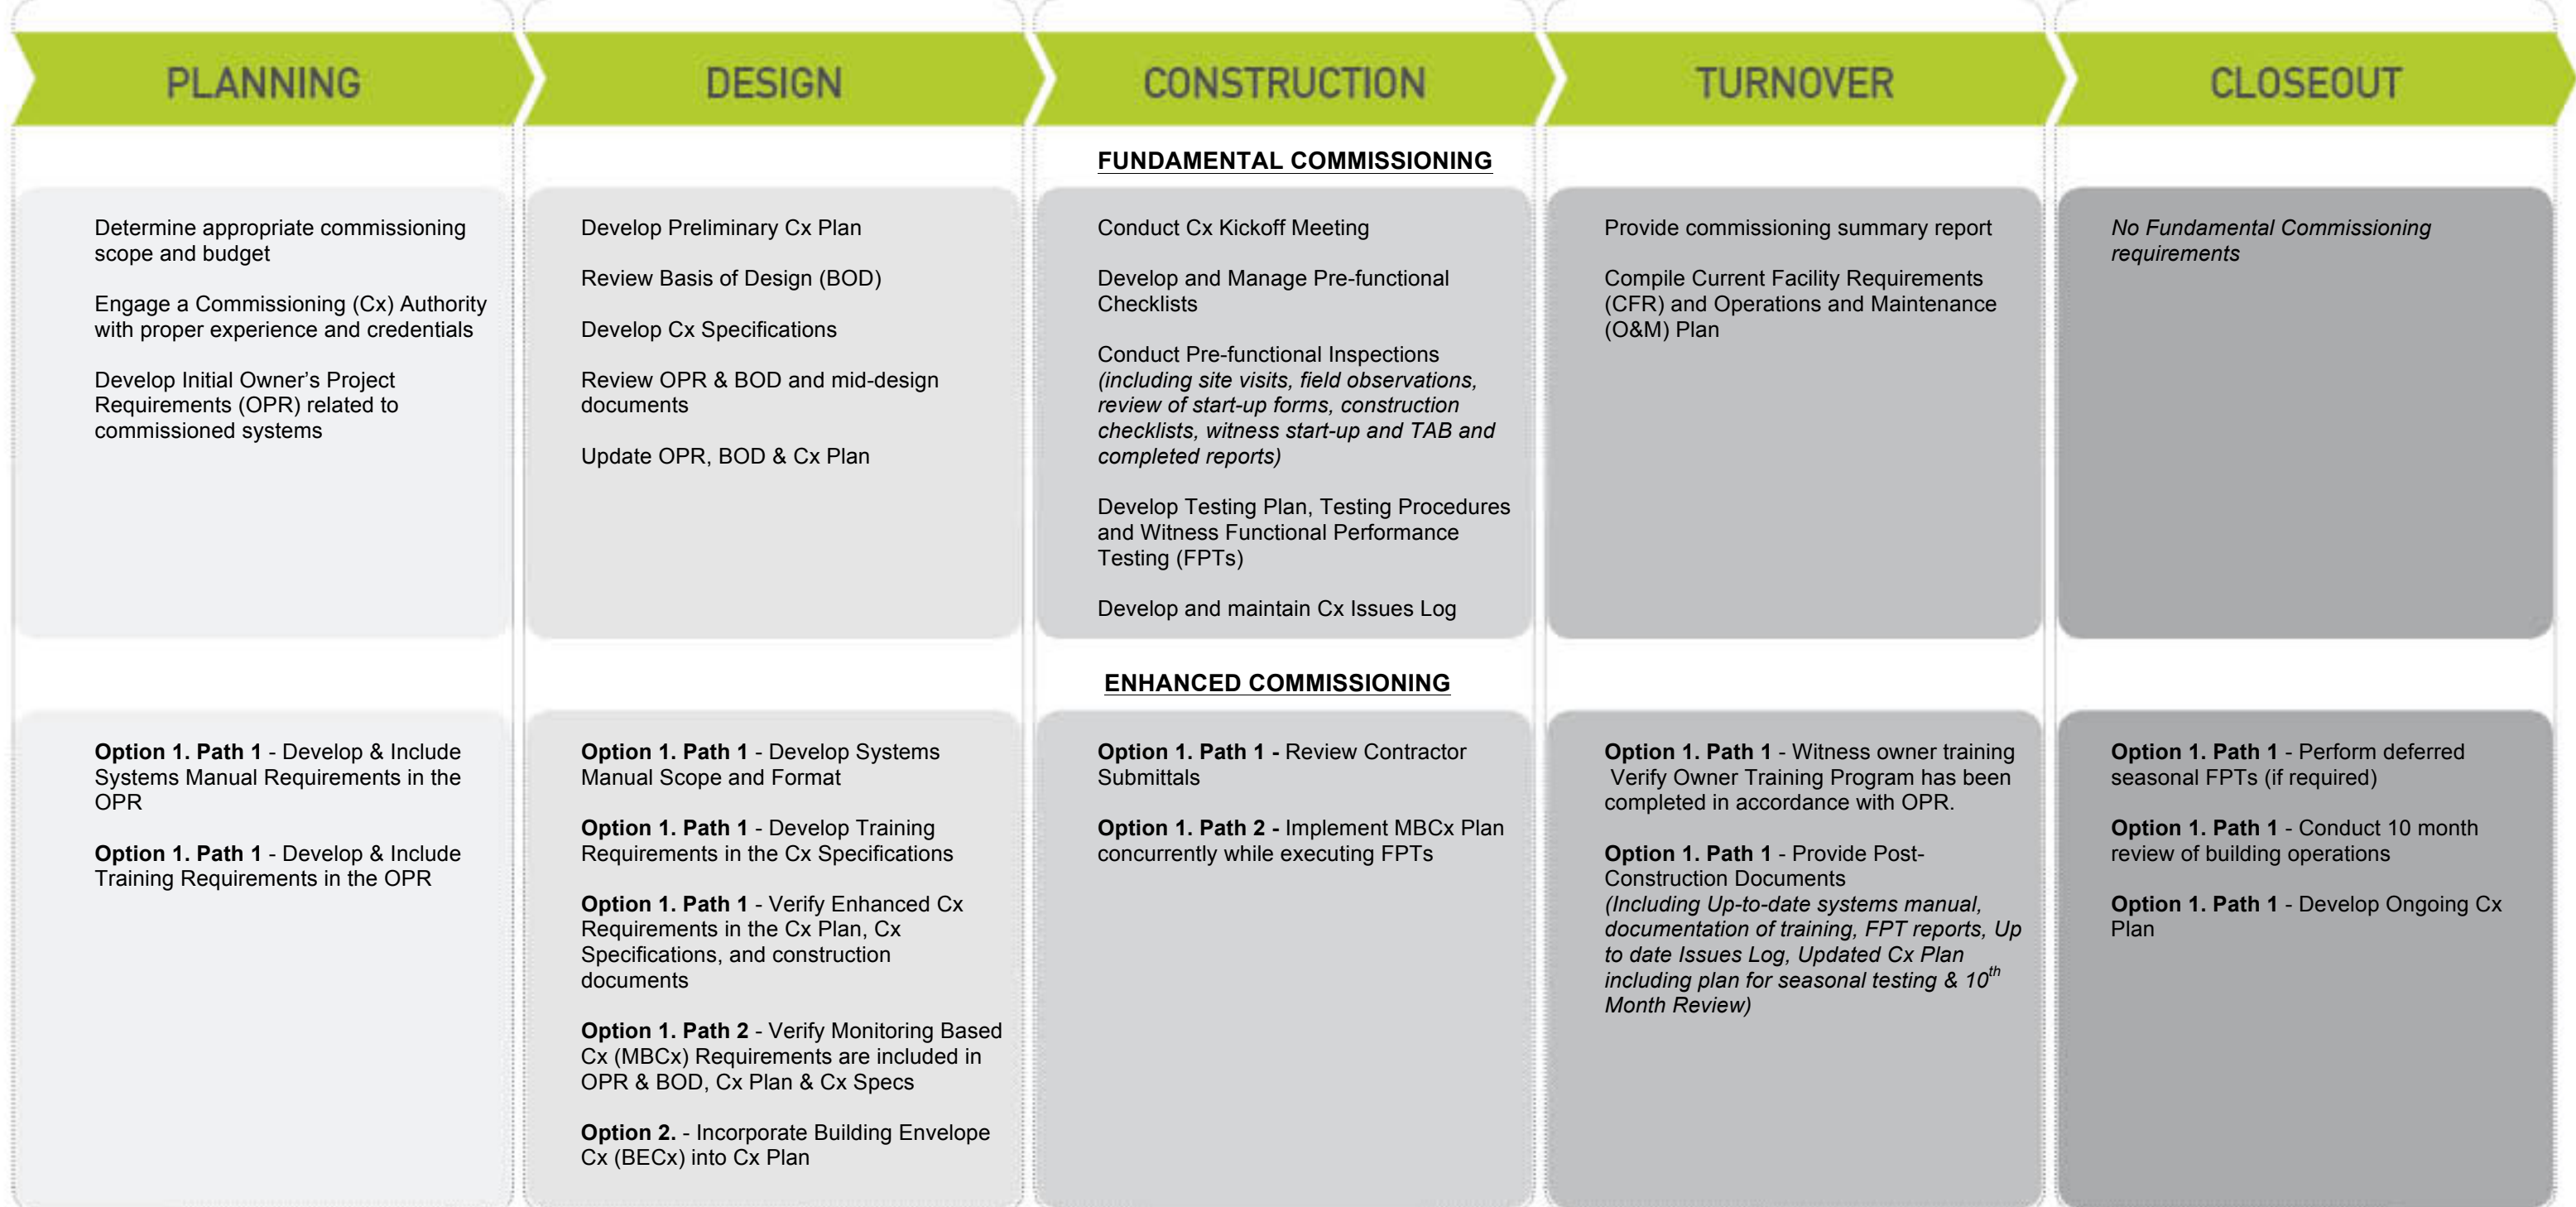 PLANNING
DESIGN
CONSTRUCTION
TURNOVER
CLOSEOUT
FUNDAMENTAL COMMISSIONING
Determine appropriate commissioning
scope and budget
Engage a Commissioning (Cx) Authority
with proper experience and credentials
Develop Initial Owner’s Project
Requirements (OPR) related to
commissioned systems
Develop Preliminary Cx Plan
Review Basis of Design (BOD)
Develop Cx Specifications
Review OPR & BOD and mid-design
documents
Update OPR, BOD & Cx Plan
Conduct Cx Kickoff Meeting
Develop and Manage Pre-functional
Checklists
Conduct Pre-functional Inspections
(including site visits, field observations,
review of start-up forms, construction
checklists, witness start-up and TAB and
completed reports)
Develop Testing Plan, Testing Procedures
and Witness Functional Performance
Testing (FPTs)
Develop and maintain Cx Issues Log
Provide commissioning summary report
Compile Current Facility Requirements
(CFR) and Operations and Maintenance
(O&M) Plan
No Fundamental Commissioning
requirements
ENHANCED COMMISSIONING
Option 1. Path 1 - Develop & Include
Systems Manual Requirements in the
OPR
Option 1. Path 1 - Develop & Include
Training Requirements in the OPR
Option 1. Path 1 - Develop Systems
Manual Scope and Format
Option 1. Path 1 - Develop Training
Requirements in the Cx Specifications
Option 1. Path 1 - Verify Enhanced Cx
Requirements in the Cx Plan, Cx
Specifications, and construction
documents
Option 1. Path 2 - Verify Monitoring Based
Cx (MBCx) Requirements are included in
OPR & BOD, Cx Plan & Cx Specs
Option 2. - Incorporate Building Envelope
Cx (BECx) into Cx Plan
Option 1. Path 1 - Review Contractor
Submittals
Option 1. Path 2 - Implement MBCx Plan
concurrently while executing FPTs
Option 1. Path 1 - Witness owner training
Verify Owner Training Program has been
completed in accordance with OPR.
Option 1. Path 1 - Provide Post-
Construction Documents
(Including Up-to-date systems manual,
documentation of training, FPT reports, Up
to date Issues Log, Updated Cx Plan
including plan for seasonal testing & 10th
Month Review)
Option 1. Path 1 - Perform deferred
seasonal FPTs (if required)
Option 1. Path 1 - Conduct 10 month
review of building operations
Option 1. Path 1 - Develop Ongoing Cx
Plan